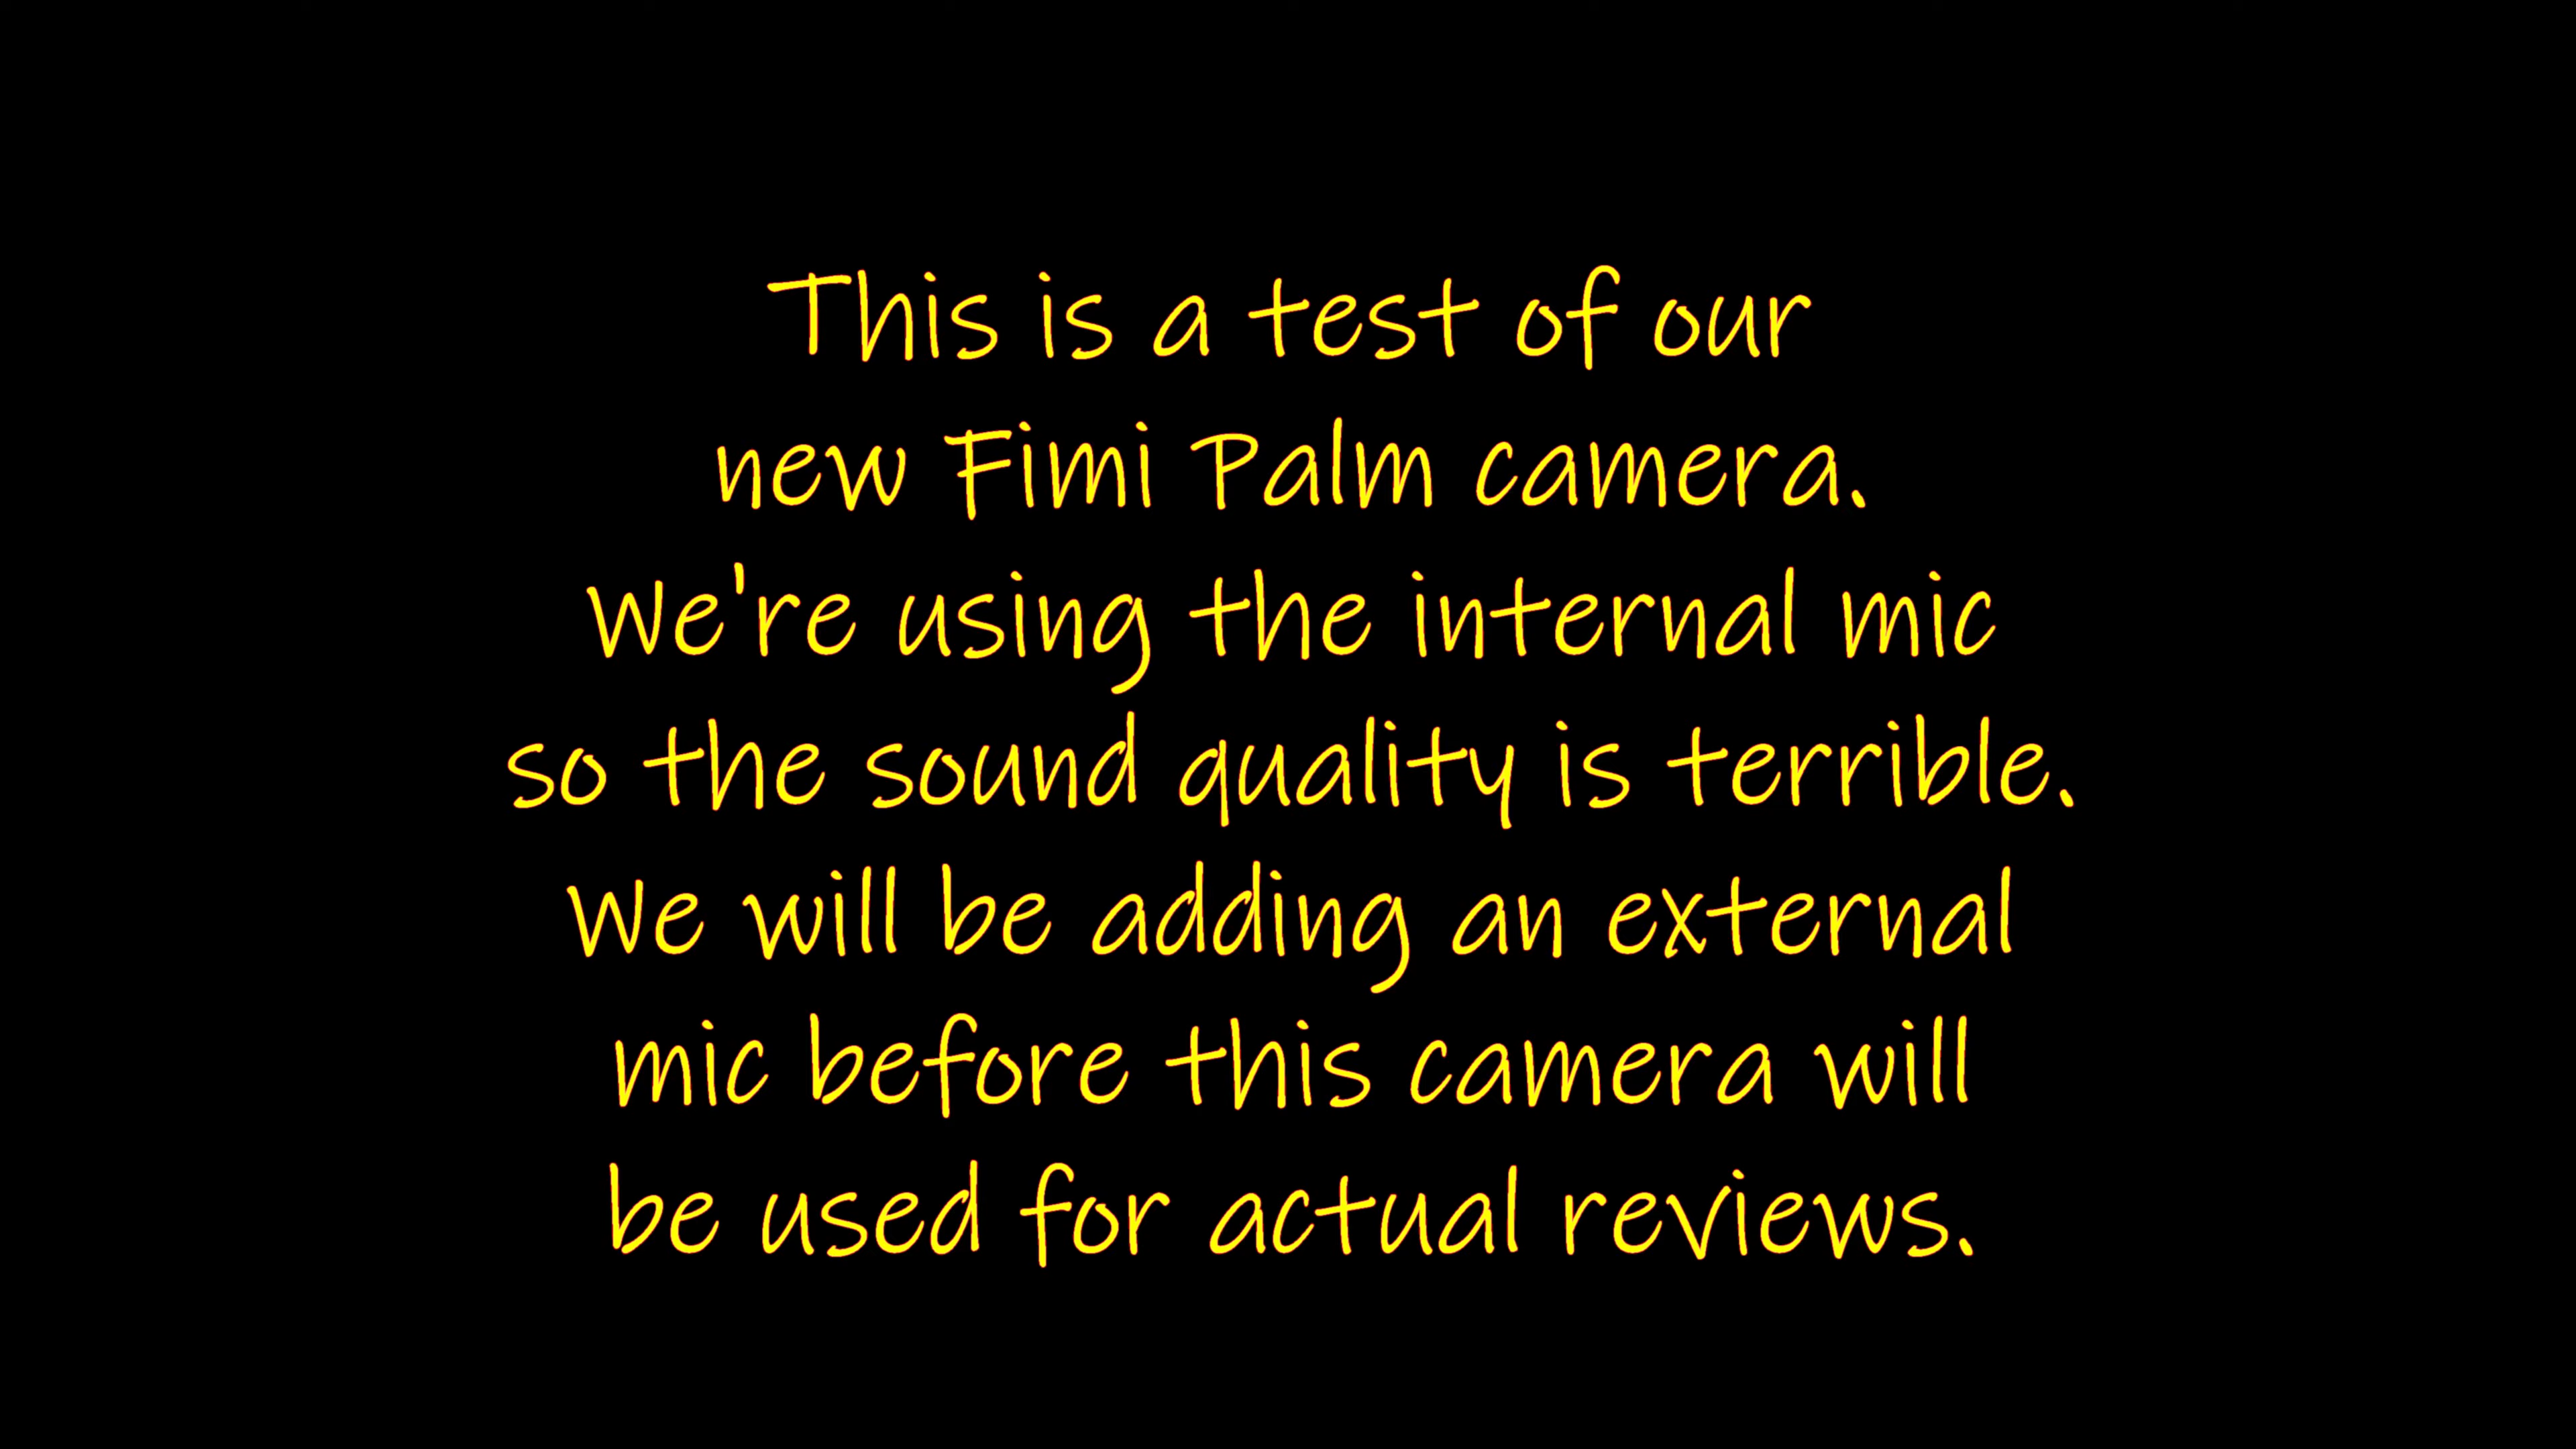 This is a test of our
new Fimi Palm camera.
We're using the internal mic
so the sound quality is terrible.
We will be adding an external
mic before this camera will
be used for actual reviews.